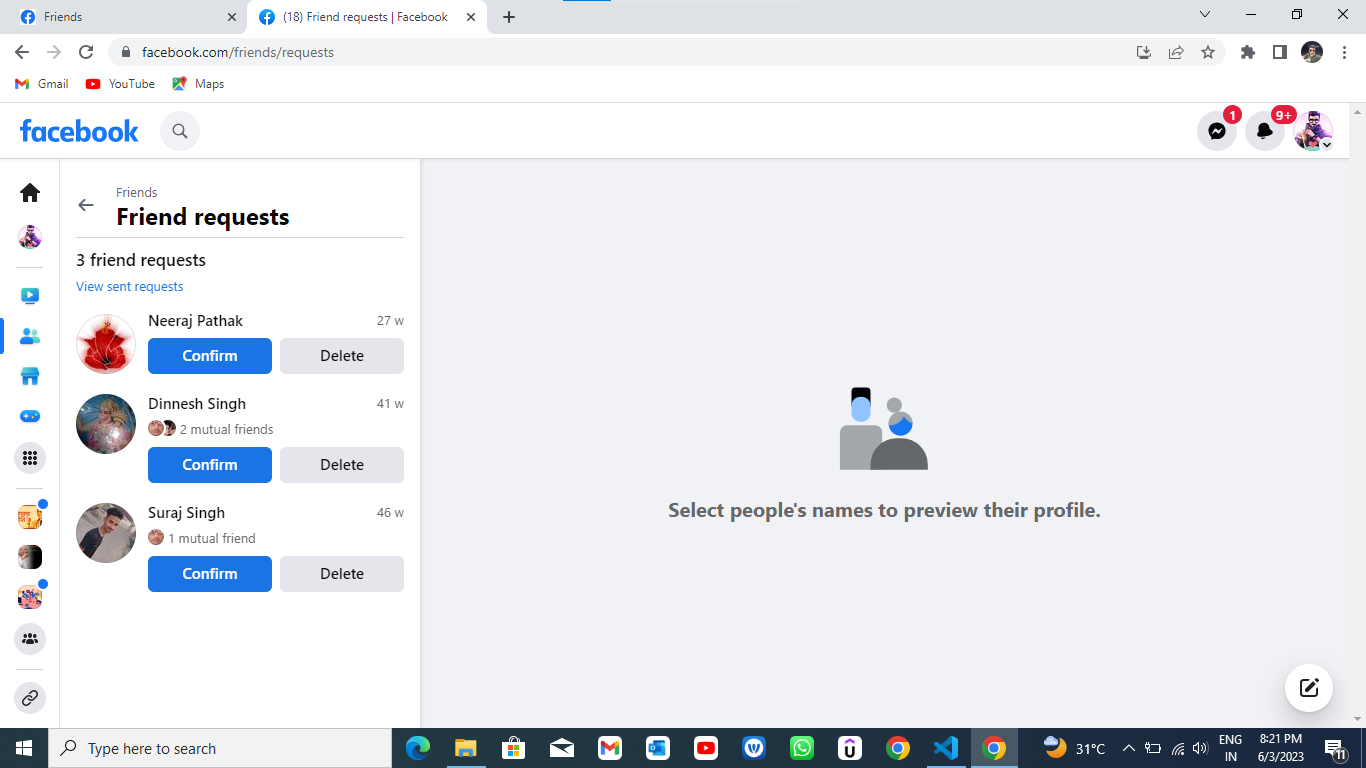 Friends
(18) Friend requests | Facebook
facebook.com/friends/requests
Gmail
YouTube
Maps
facebook
1
9+
Friends
Friend requests
3 friend requests
View sent requests
Neeraj Pathak
27 w
Confirm
Delete
Dinnesh Singh
41 w
2 mutual friends
Confirm
Delete
Suraj Singh
46 w
1 mutual friend
Confirm
Delete
Select people's names to preview their profile.
Type here to search
31°C
ENG
IN
8:21 PM
6/3/2023
11